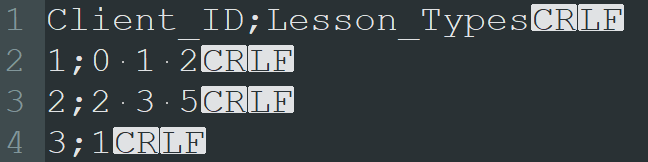 1 Client_ID;Lesson_TypesCRLF
2 1;0·1·2CRLF
3 2;2·3·5CRLF
4 3;1CRLF